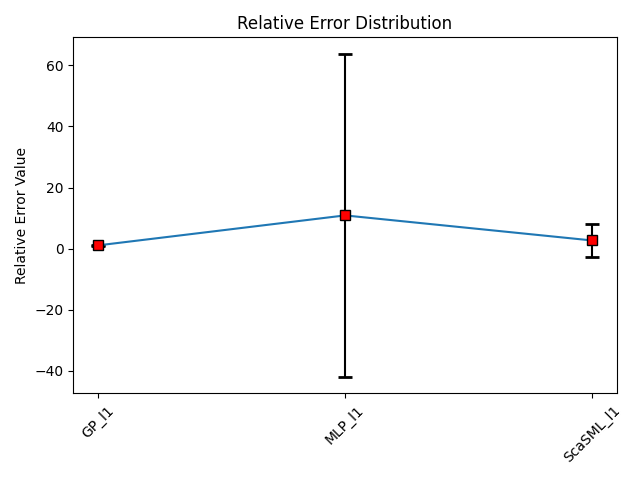 Relative Error Distribution
Relative Error Value
60
40
20
0
−20
−40
GP_l1
MLP_l1
ScaSML_l1